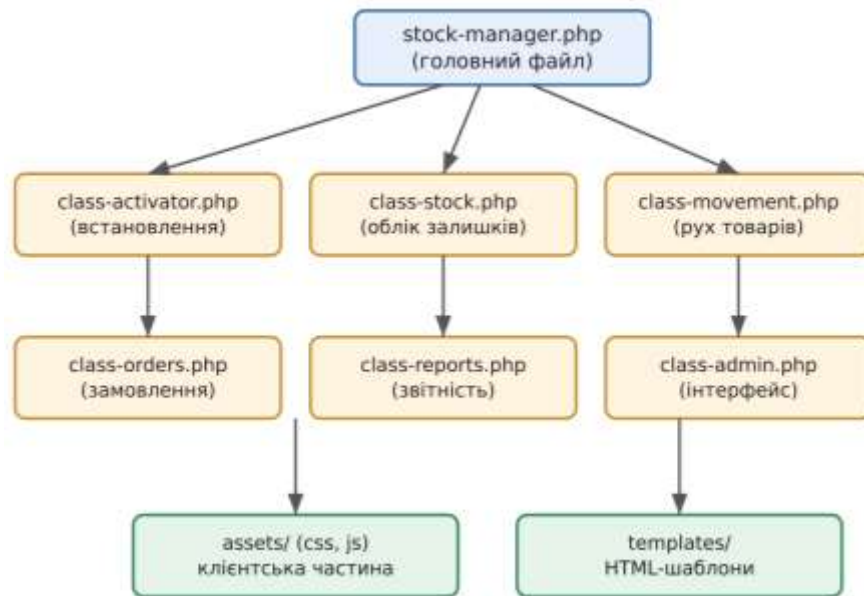 stock-manager.php
(головний файл)
class-activator.php
(встановлення)
class-stock.php
(облік залишків)
class-movement.php
(рух товарів)
class-orders.php
(замовлення)
class-reports.php
(звітність)
class-admin.php
(інтерфейс)
assets/ (css, js)
клієнтська частина
templates/
HTML-шаблони